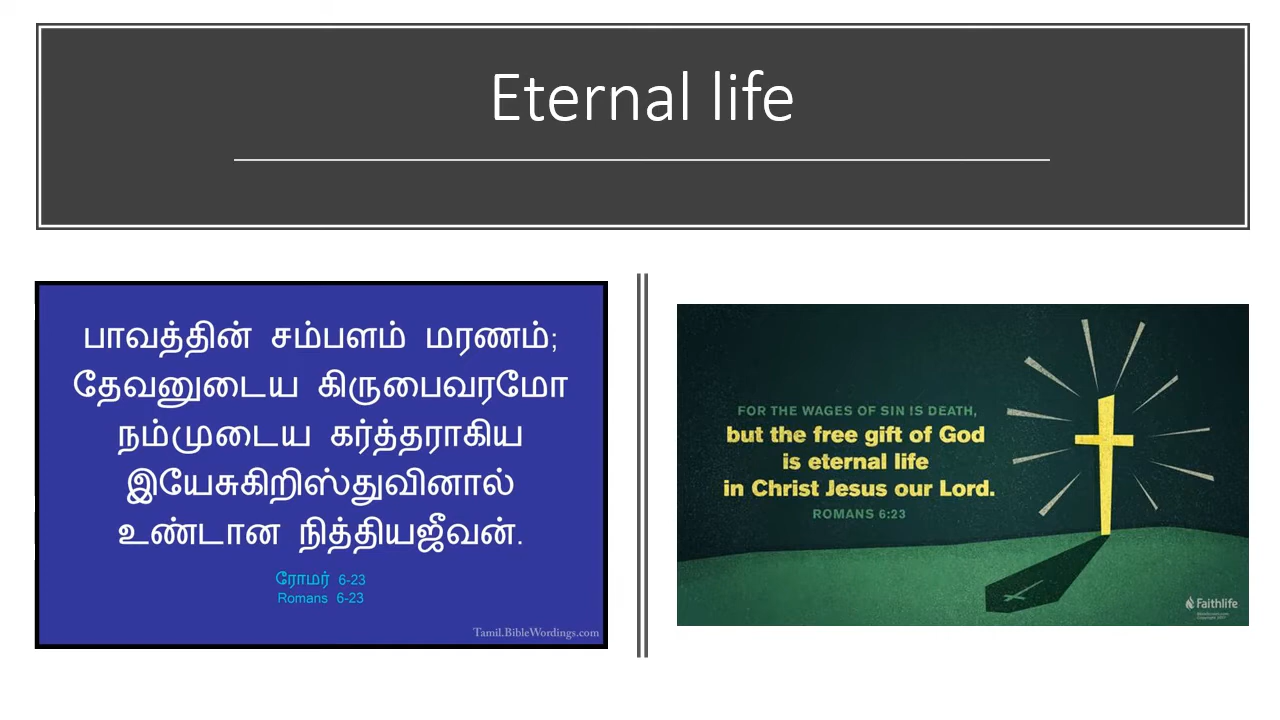 Eternal life
பாவத்தின் சம்பளம் மரணம்;
தேவனுடைய கிருபைவரமோ
நம்முடைய கர்த்தராகிய
இயேசுகிறிஸ்துவினால்
உண்டான நித்தியஜீவன்.
ரோமர் 6-23
Romans 6-23
Tamil.BibleWordings.com
FOR THE WAGES OF SIN IS DEATH,
but the free gift of God
is eternal life
in Christ Jesus our Lord.
ROMANS 6:23
Faithlife